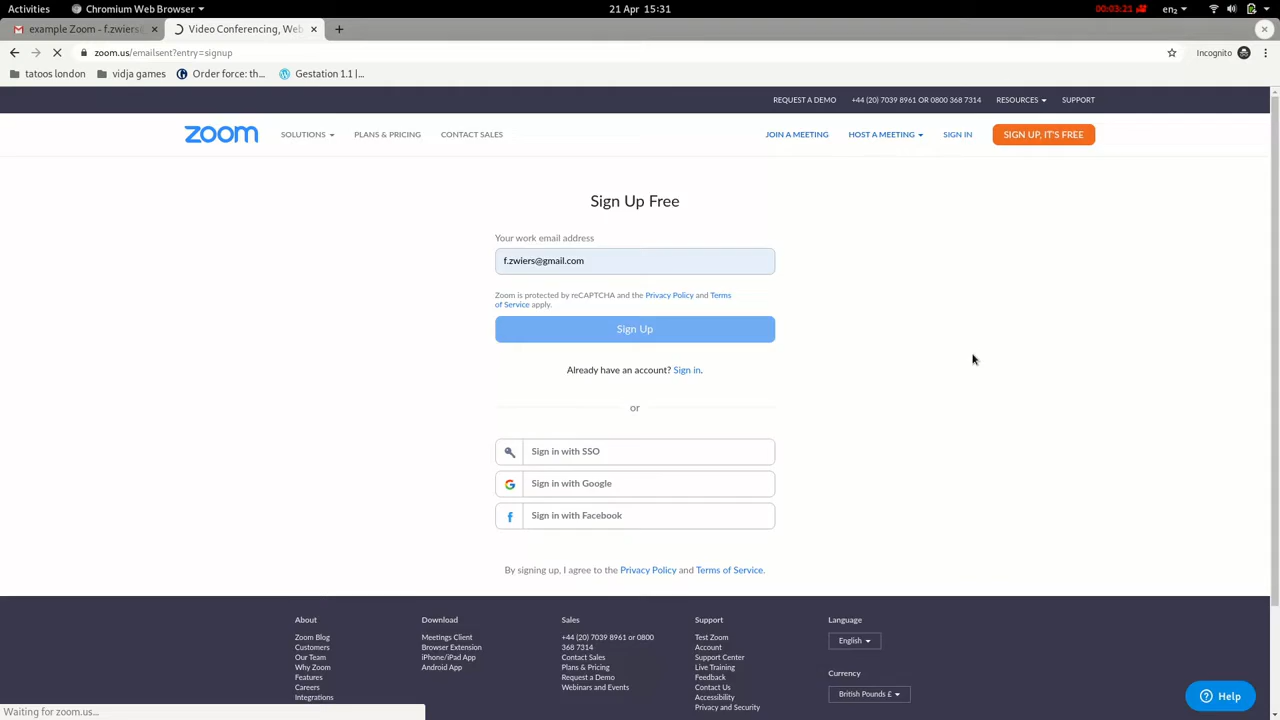 Activities
Chromium Web Browser
21 Apr 15:31
00:03:21
en₂
example Zoom - f.zwiers@
Video Conferencing, Web
zoom.us/emailsent?entry=signup
Incognito
tatoos london
vidja games
Order force: th...
Gestation 1.1 |...
REQUEST A DEMO
+44 (20) 7039 8961 OR 0800 368 7314
RESOURCES
SUPPORT
zoom
SOLUTIONS
PLANS & PRICING
CONTACT SALES
JOIN A MEETING
HOST A MEETING
SIGN IN
SIGN UP, IT'S FREE
Sign Up Free
Your work email address
f.zwiers@gmail.com
Zoom is protected by reCAPTCHA and the Privacy Policy and Terms
of Service apply.
Sign Up
Already have an account? Sign in.
or
Sign in with SSO
Sign in with Google
Sign in with Facebook
By signing up, I agree to the Privacy Policy and Terms of Service.
About
Zoom Blog
Customers
Our Team
Why Zoom
Features
Careers
Integrations
Download
Meetings Client
Browser Extension
iPhone/iPad App
Android App
Sales
+44 (20) 7039 8961 or 0800
368 7314
Contact Sales
Plans & Pricing
Request a Demo
Webinars and Events
Support
Test Zoom
Account
Support Center
Live Training
Feedback
Contact Us
Accessibility
Privacy and Security
Language
English
Currency
British Pounds £
Help
Waiting for zoom.us...